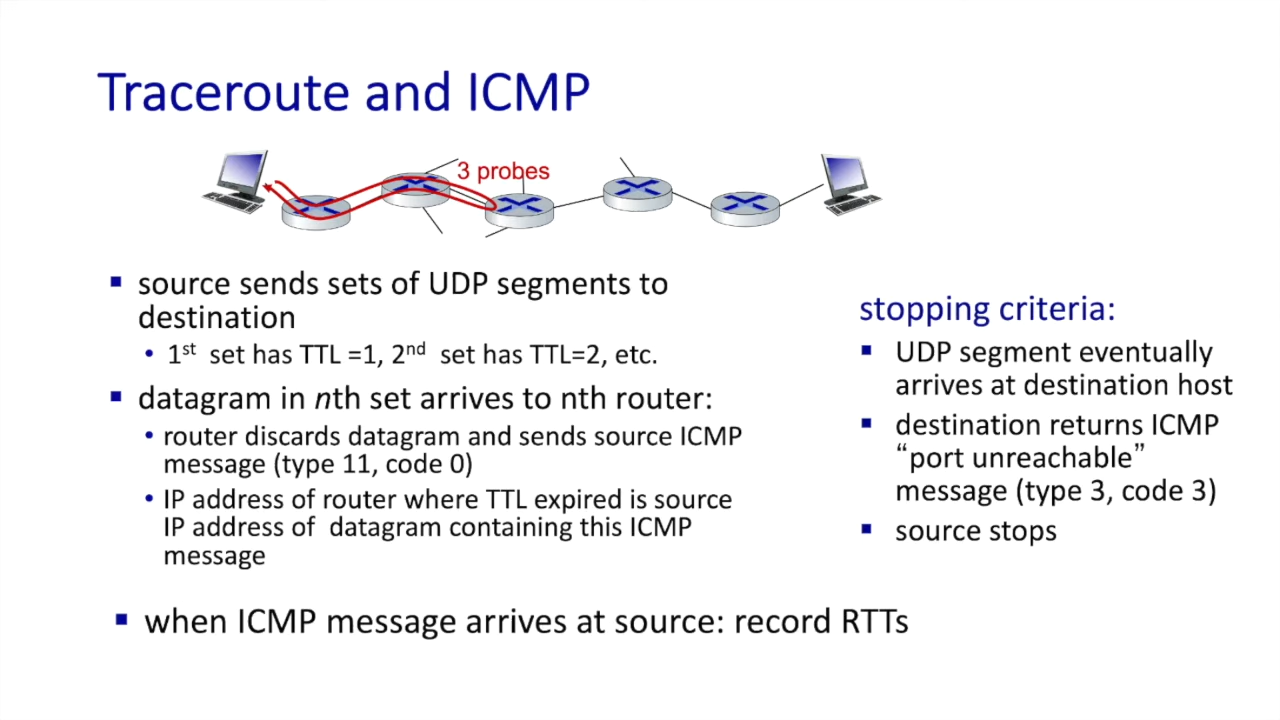 Traceroute and ICMP
3 probes
▪ source sends sets of UDP segments to
destination
• 1st set has TTL =1, 2nd set has TTL=2, etc.
▪ datagram in nth set arrives to nth router:
• router discards datagram and sends source ICMP
message (type 11, code 0)
• IP address of router where TTL expired is source
IP address of datagram containing this ICMP
message
▪ when ICMP message arrives at source: record RTTs
stopping criteria:
▪ UDP segment eventually
arrives at destination host
▪ destination returns ICMP
“port unreachable”
message (type 3, code 3)
▪ source stops